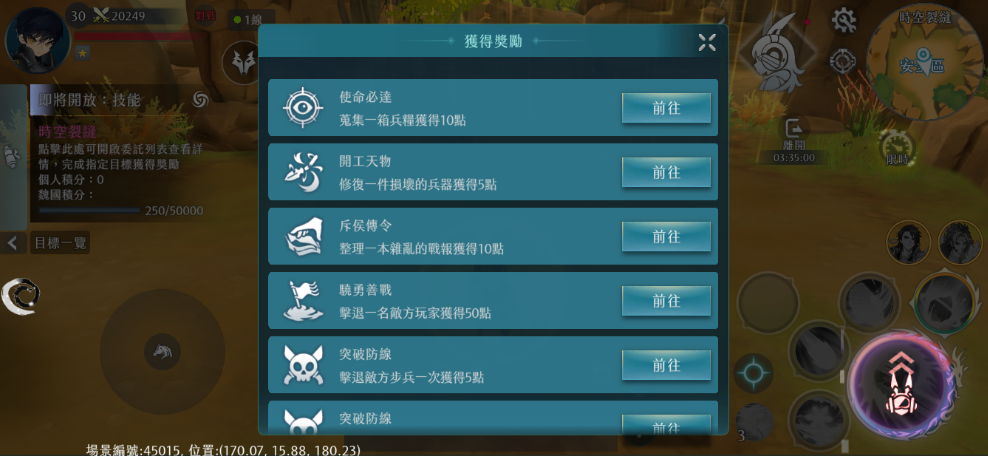 30
20249
1線
獲得獎勵
時空裂縫
安全區
即將開放：技能
時空裂縫
點擊此處可開啟委託列表查看詳
情，完成指定目標獲得獎勵
個人積分：0
魏國積分：
250/50000
目標一覽
使命必達
蒐集一箱兵糧獲得10點
前往
開工天物
修復一件損壞的兵器獲得5點
前往
斥侯傳令
整理一本雜亂的戰報獲得10點
前往
驍勇善戰
擊退一名敵方玩家獲得50點
前往
突破防線
擊退敵方步兵一次獲得5點
前往
突破防線
前往
離開
03:35:00
限時
3
場景編號:45015, 位置:(170.07, 15.88, 180.23)